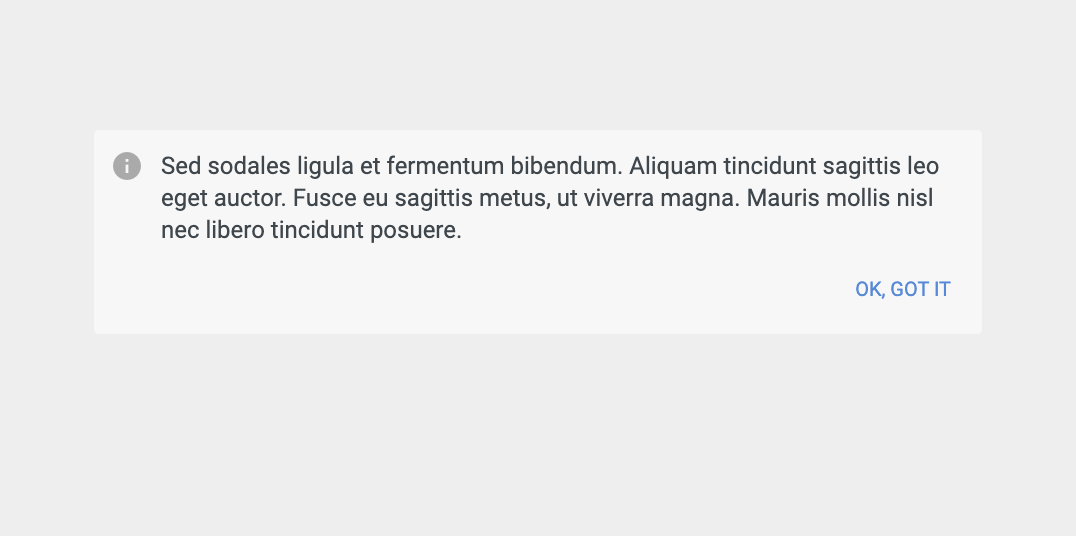 Sed sodales ligula et fermentum bibendum. Aliquam tincidunt sagittis leo
eget auctor. Fusce eu sagittis metus, ut viverra magna. Mauris mollis nisl
nec libero tincidunt posuere.
OK, GOT IT